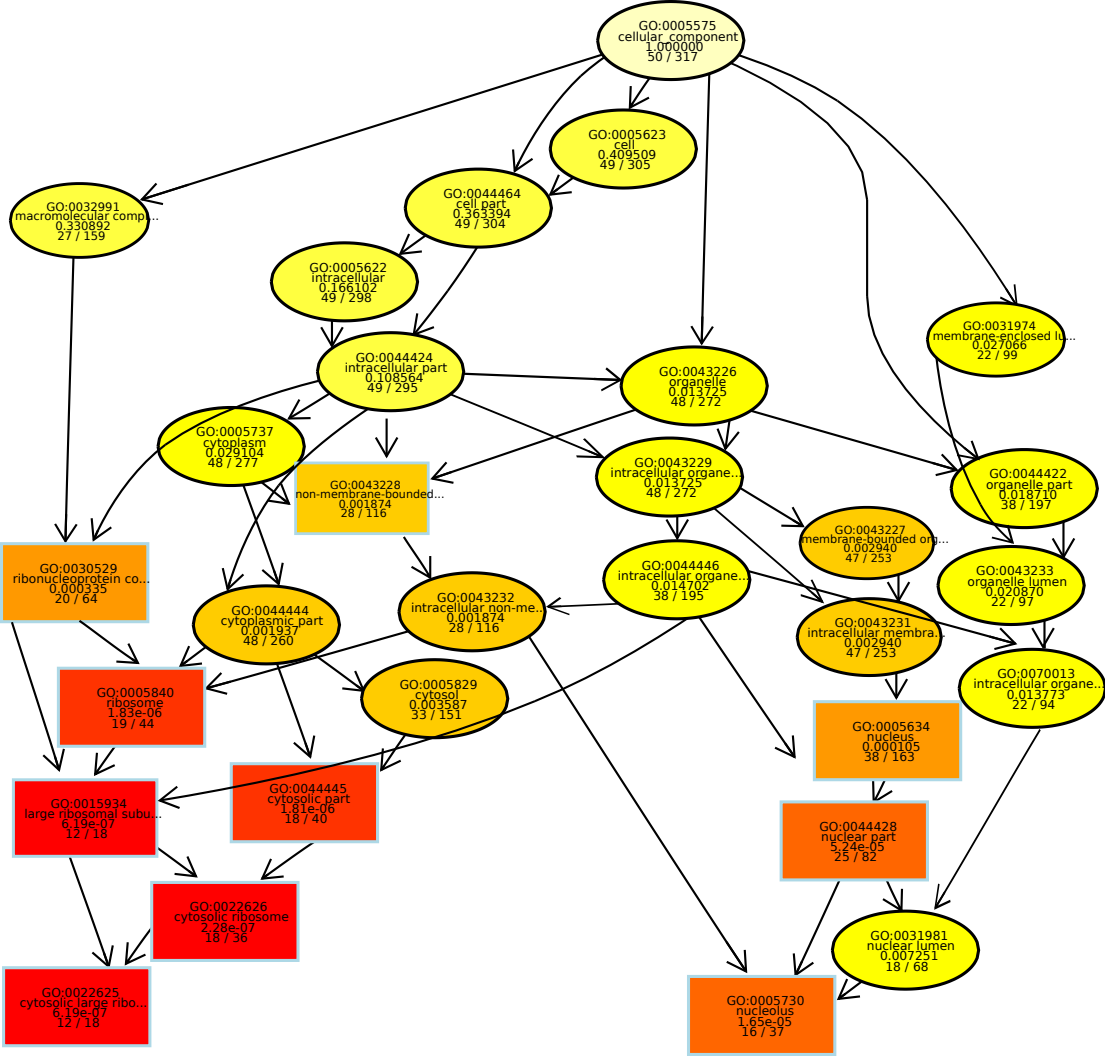 GO:0005575
cellular_component
1.000000
50 / 317
GO:0005623
cell
0.409509
49 / 305
GO:0044464
cell part
0.363394
49 / 304
GO:0032991
macromolecular compl...
0.330892
27 / 159
GO:0005622
intracellular
0.166102
49 / 298
GO:0031974
membrane-enclosed lu...
0.027066
22 / 99
GO:0044424
intracellular part
0.108564
49 / 295
GO:0043226
organelle
0.013725
48 / 272
GO:0005737
cytoplasm
0.029104
48 / 277
GO:0043228
non-membrane-bounded...
0.001874
28 / 116
GO:0043229
intracellular organe...
0.013725
48 / 272
GO:0044422
organelle part
0.018710
38 / 197
GO:0043227
membrane-bounded org...
0.002940
47 / 253
GO:0030529
ribonucleoprotein co...
0.000335
20 / 64
GO:0044446
intracellular organe...
0.014702
38 / 195
GO:0043233
organelle lumen
0.020870
22 / 97
GO:0044444
cytoplasmic part
0.001937
48 / 260
GO:0043232
intracellular non-me...
0.001874
28 / 116
GO:0043231
intracellular membra...
0.002940
47 / 253
GO:0005840
ribosome
1.83e-06
19 / 44
GO:0005829
cytosol
0.003587
33 / 151
GO:0070013
intracellular organe...
0.013773
22 / 94
GO:0005634
nucleus
0.000105
38 / 163
GO:0015934
large ribosomal subu...
6.19e-07
12 / 18
GO:0044445
cytosolic part
1.81e-06
18 / 40
GO:0044428
nuclear part
5.24e-05
25 / 82
GO:0022626
cytosolic ribosome
2.28e-07
18 / 36
GO:0031981
nuclear lumen
0.007251
18 / 68
GO:0022625
cytosolic large ribo...
6.19e-07
12 / 18
GO:0005730
nucleolus
1.65e-05
16 / 37